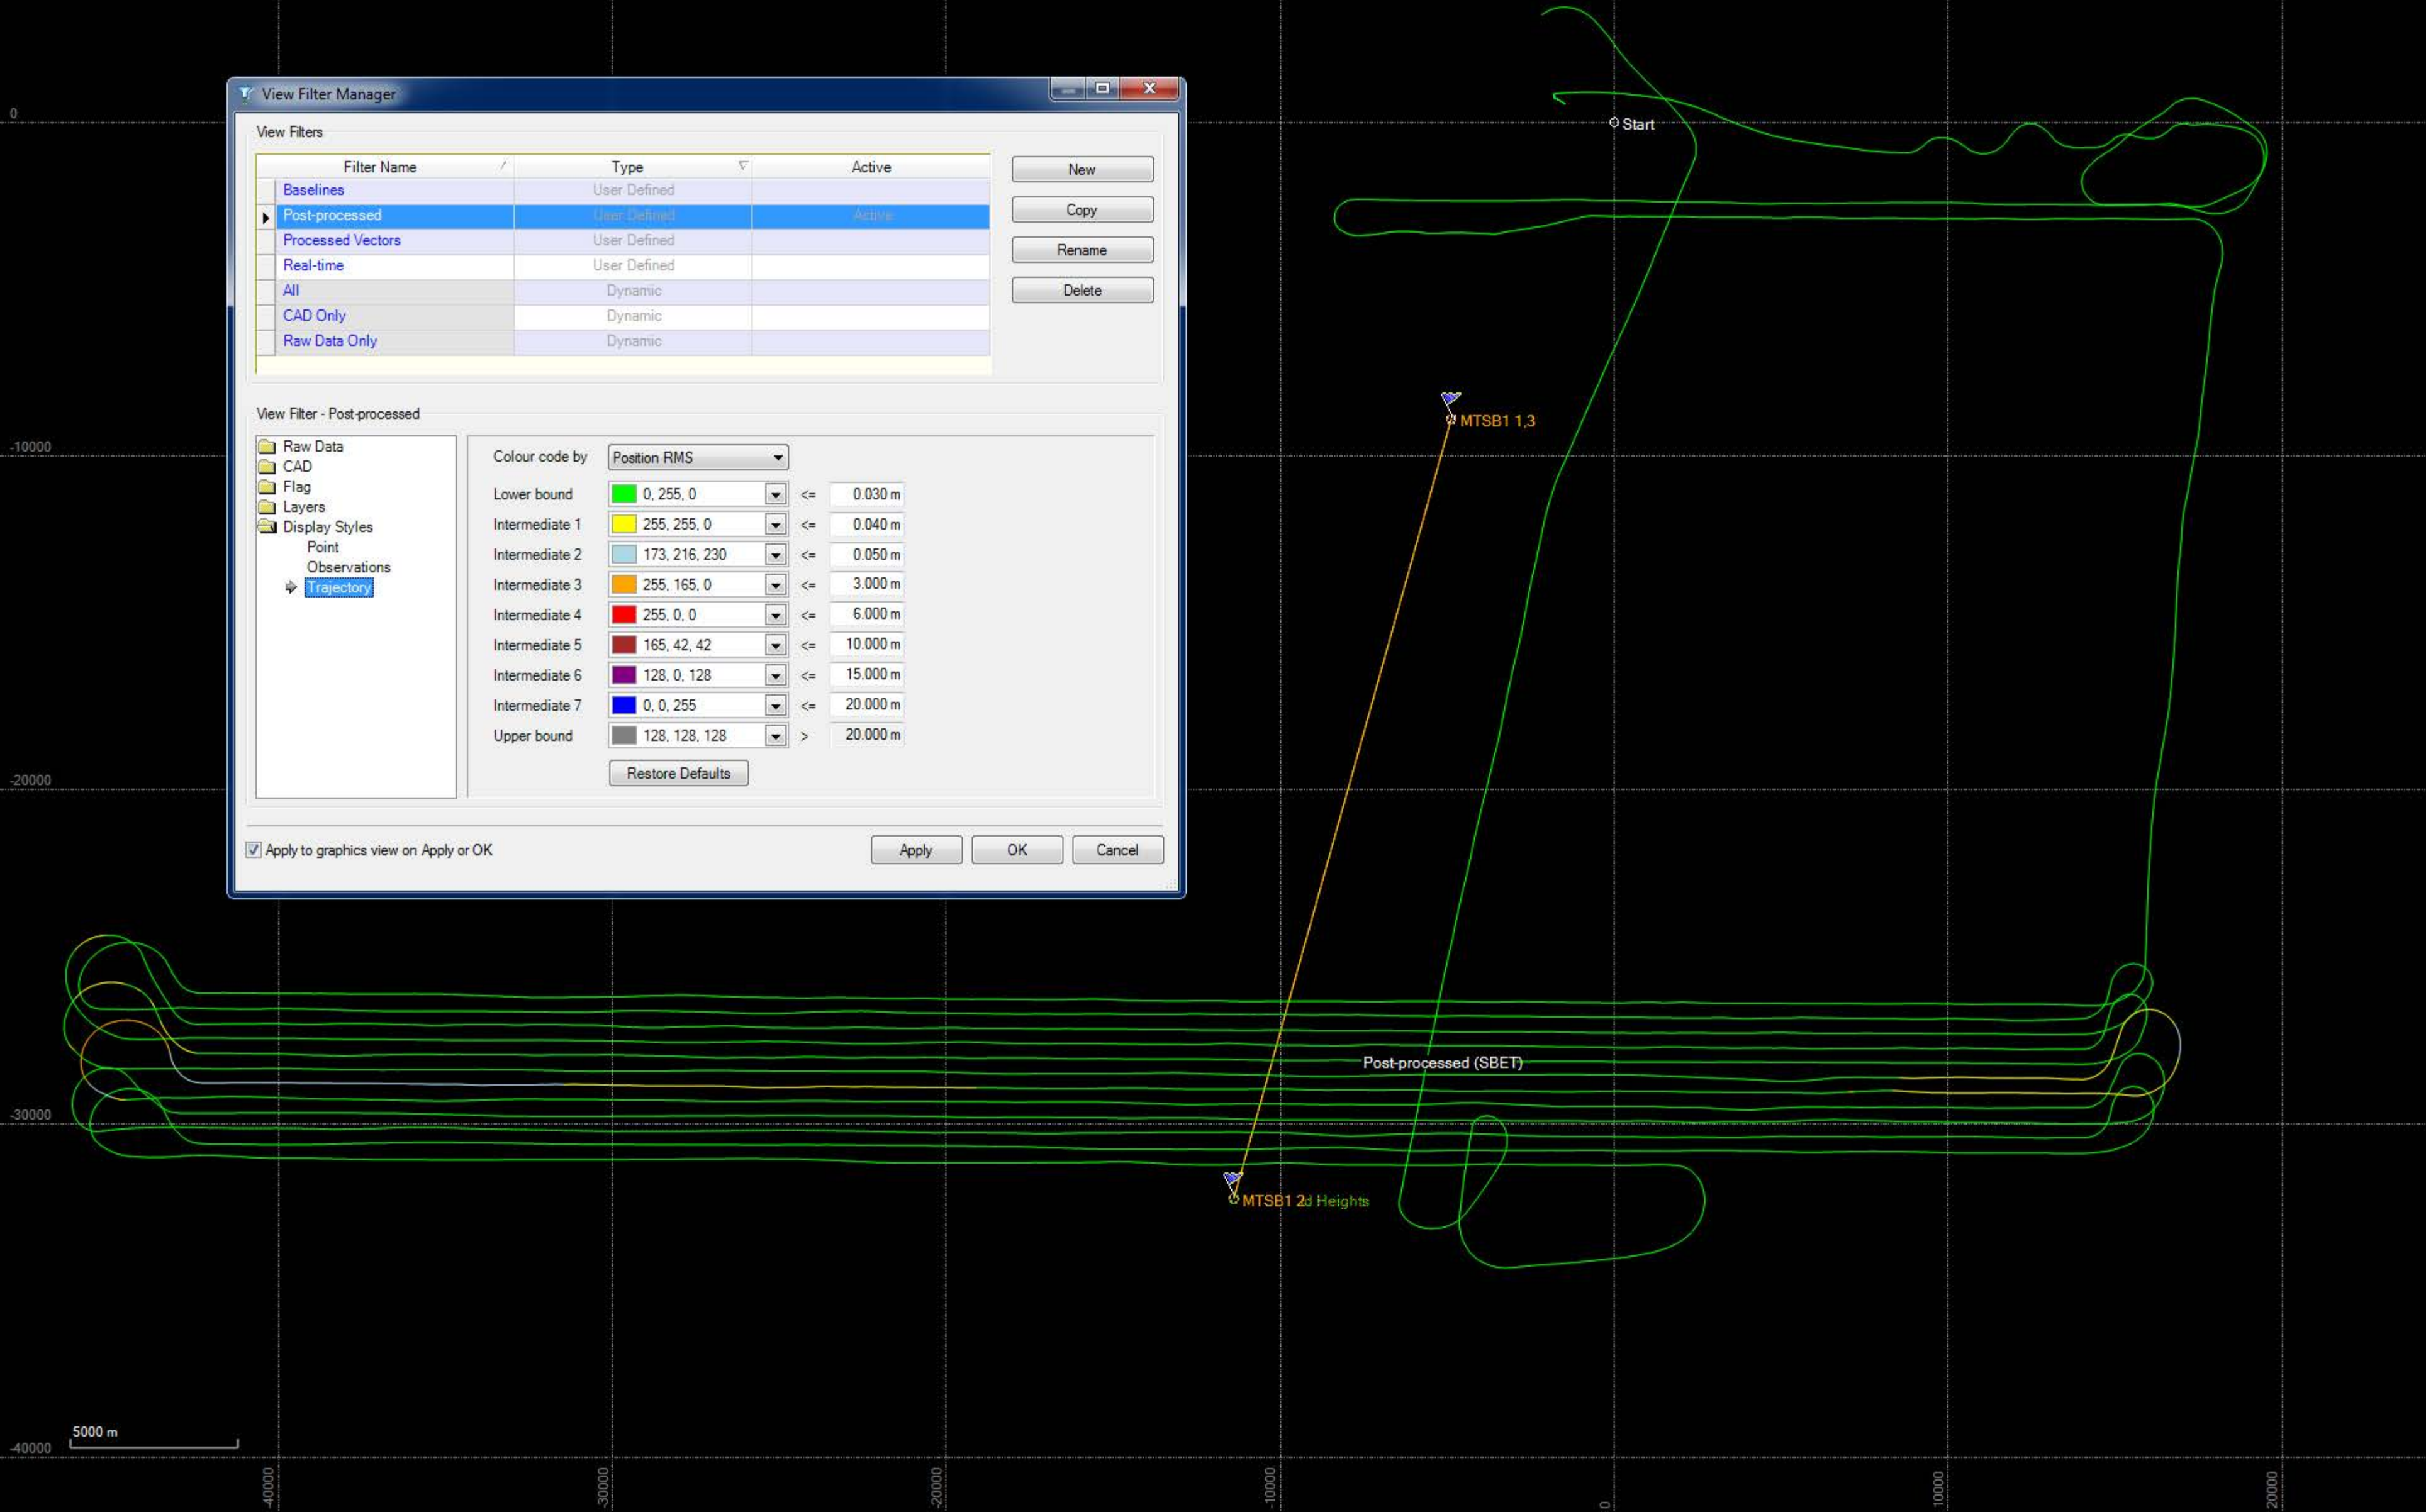 View Filter Manager
View Filters
Filter Name Type Active
Baselines User Defined
Post-processed User Defined Active
Processed Vectors User Defined
Real-time User Defined
All Dynamic
CAD Only Dynamic
Raw Data Only Dynamic
New
Copy
Rename
Delete
View Filter - Post-processed
Raw Data
CAD
Flag
Layers
Display Styles
Point
Observations
Trajectory
Colour code by Position RMS
Lower bound 0, 255, 0 <= 0.030 m
Intermediate 1 255, 255, 0 <= 0.040 m
Intermediate 2 173, 216, 230 <= 0.050 m
Intermediate 3 255, 165, 0 <= 3.000 m
Intermediate 4 255, 0, 0 <= 6.000 m
Intermediate 5 165, 42, 42 <= 10.000 m
Intermediate 6 128, 0, 128 <= 15.000 m
Intermediate 7 0, 0, 255 <= 20.000 m
Upper bound 128, 128, 128 > 20.000 m
Restore Defaults
Apply to graphics view on Apply or OK
Apply OK Cancel
Start
MTSB1 1,3
Post-processed (SBET)
MTSB1 2d Heights
0
-10000
-20000
-30000
-40000
5000 m
-40000
-30000
-20000
-10000
0
10000
20000